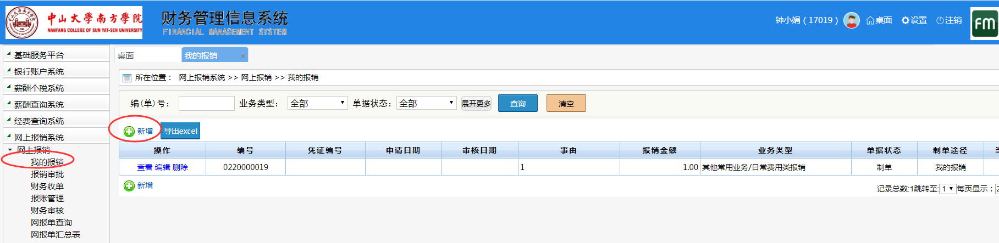 中山大學南方學院
NANFANG COLLEGE OF SUN YAT-SEN UNIVERSITY
财务管理信息系统
FINANCIAL MANAGEMENT SYSTEM
钟小娟（17019） 桌面 设置 注销
FM
基础服务平台
银行账户系统
薪酬个税系统
薪酬查询系统
经费查询系统
网上报销系统
网上报销
我的报销
报销审批
财务收单
报账管理
财务审核
网报单查询
网报单汇总表
桌面 我的报销 ×
所在位置： 网上报销系统 >> 网上报销 >> 我的报销
编(单)号： 业务类型： 全部 单据状态： 全部 展开更多 查询 清空
新增 导出excel
操作 编号 凭证编号 申请日期 审核日期 事由 报销金额 业务类型 单据状态 制单途径
查看 编辑 删除 0220000019 1 1.00 其他常用业务/日常费用类报销 制单 我的报销
新增
记录总数:1跳转至: 1 每页显示：